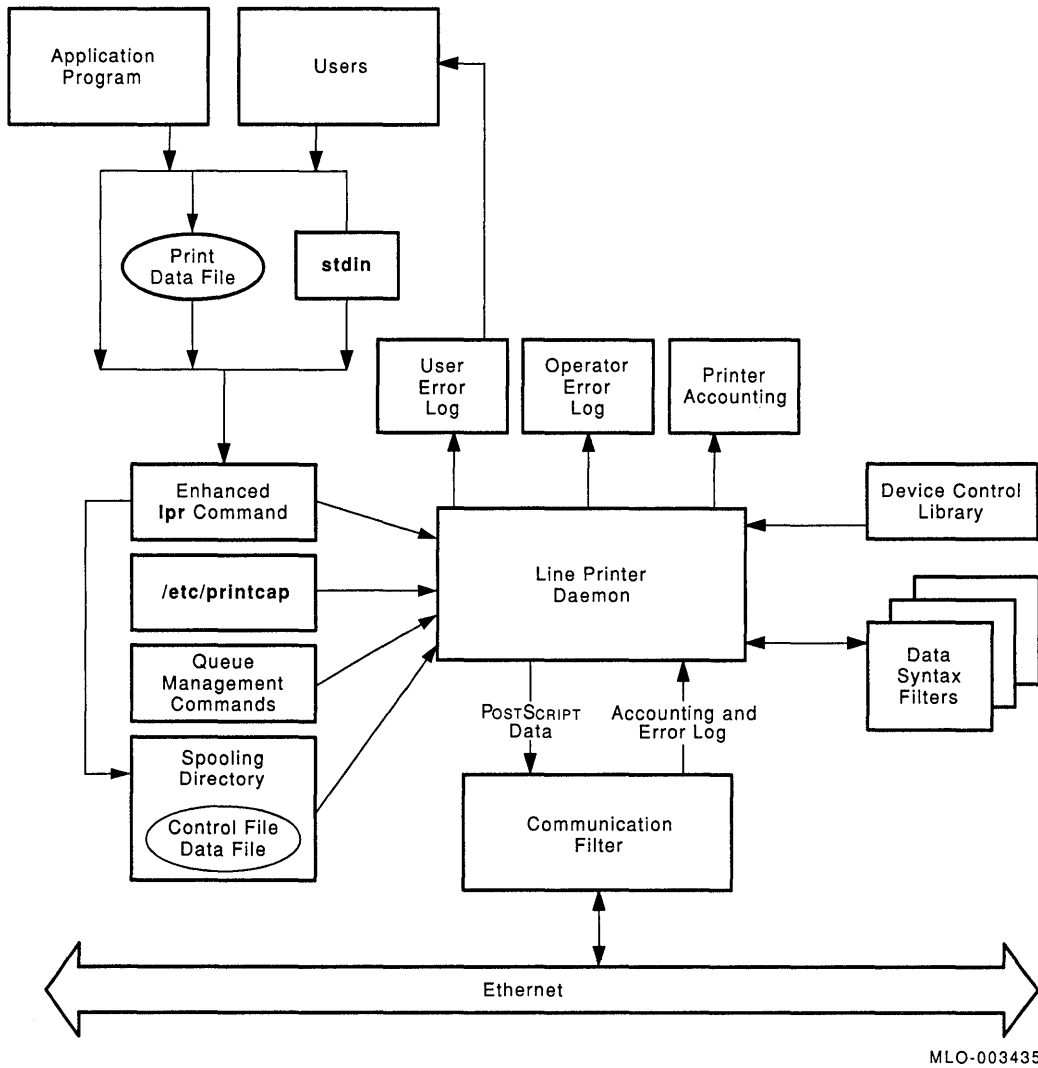 Application
Program
Users
Print
Data File
stdin
User
Error
Log
Operator
Error
Log
Printer
Accounting
Enhanced
lpr Command
Device Control
Library
/etc/printcap
Line Printer
Daemon
Queue
Management
Commands
Data
Syntax
Filters
POSTSCRIPT
Data
Accounting and
Error Log
Spooling
Directory
Control File
Data File
Communication
Filter
Ethernet
MLO-003435